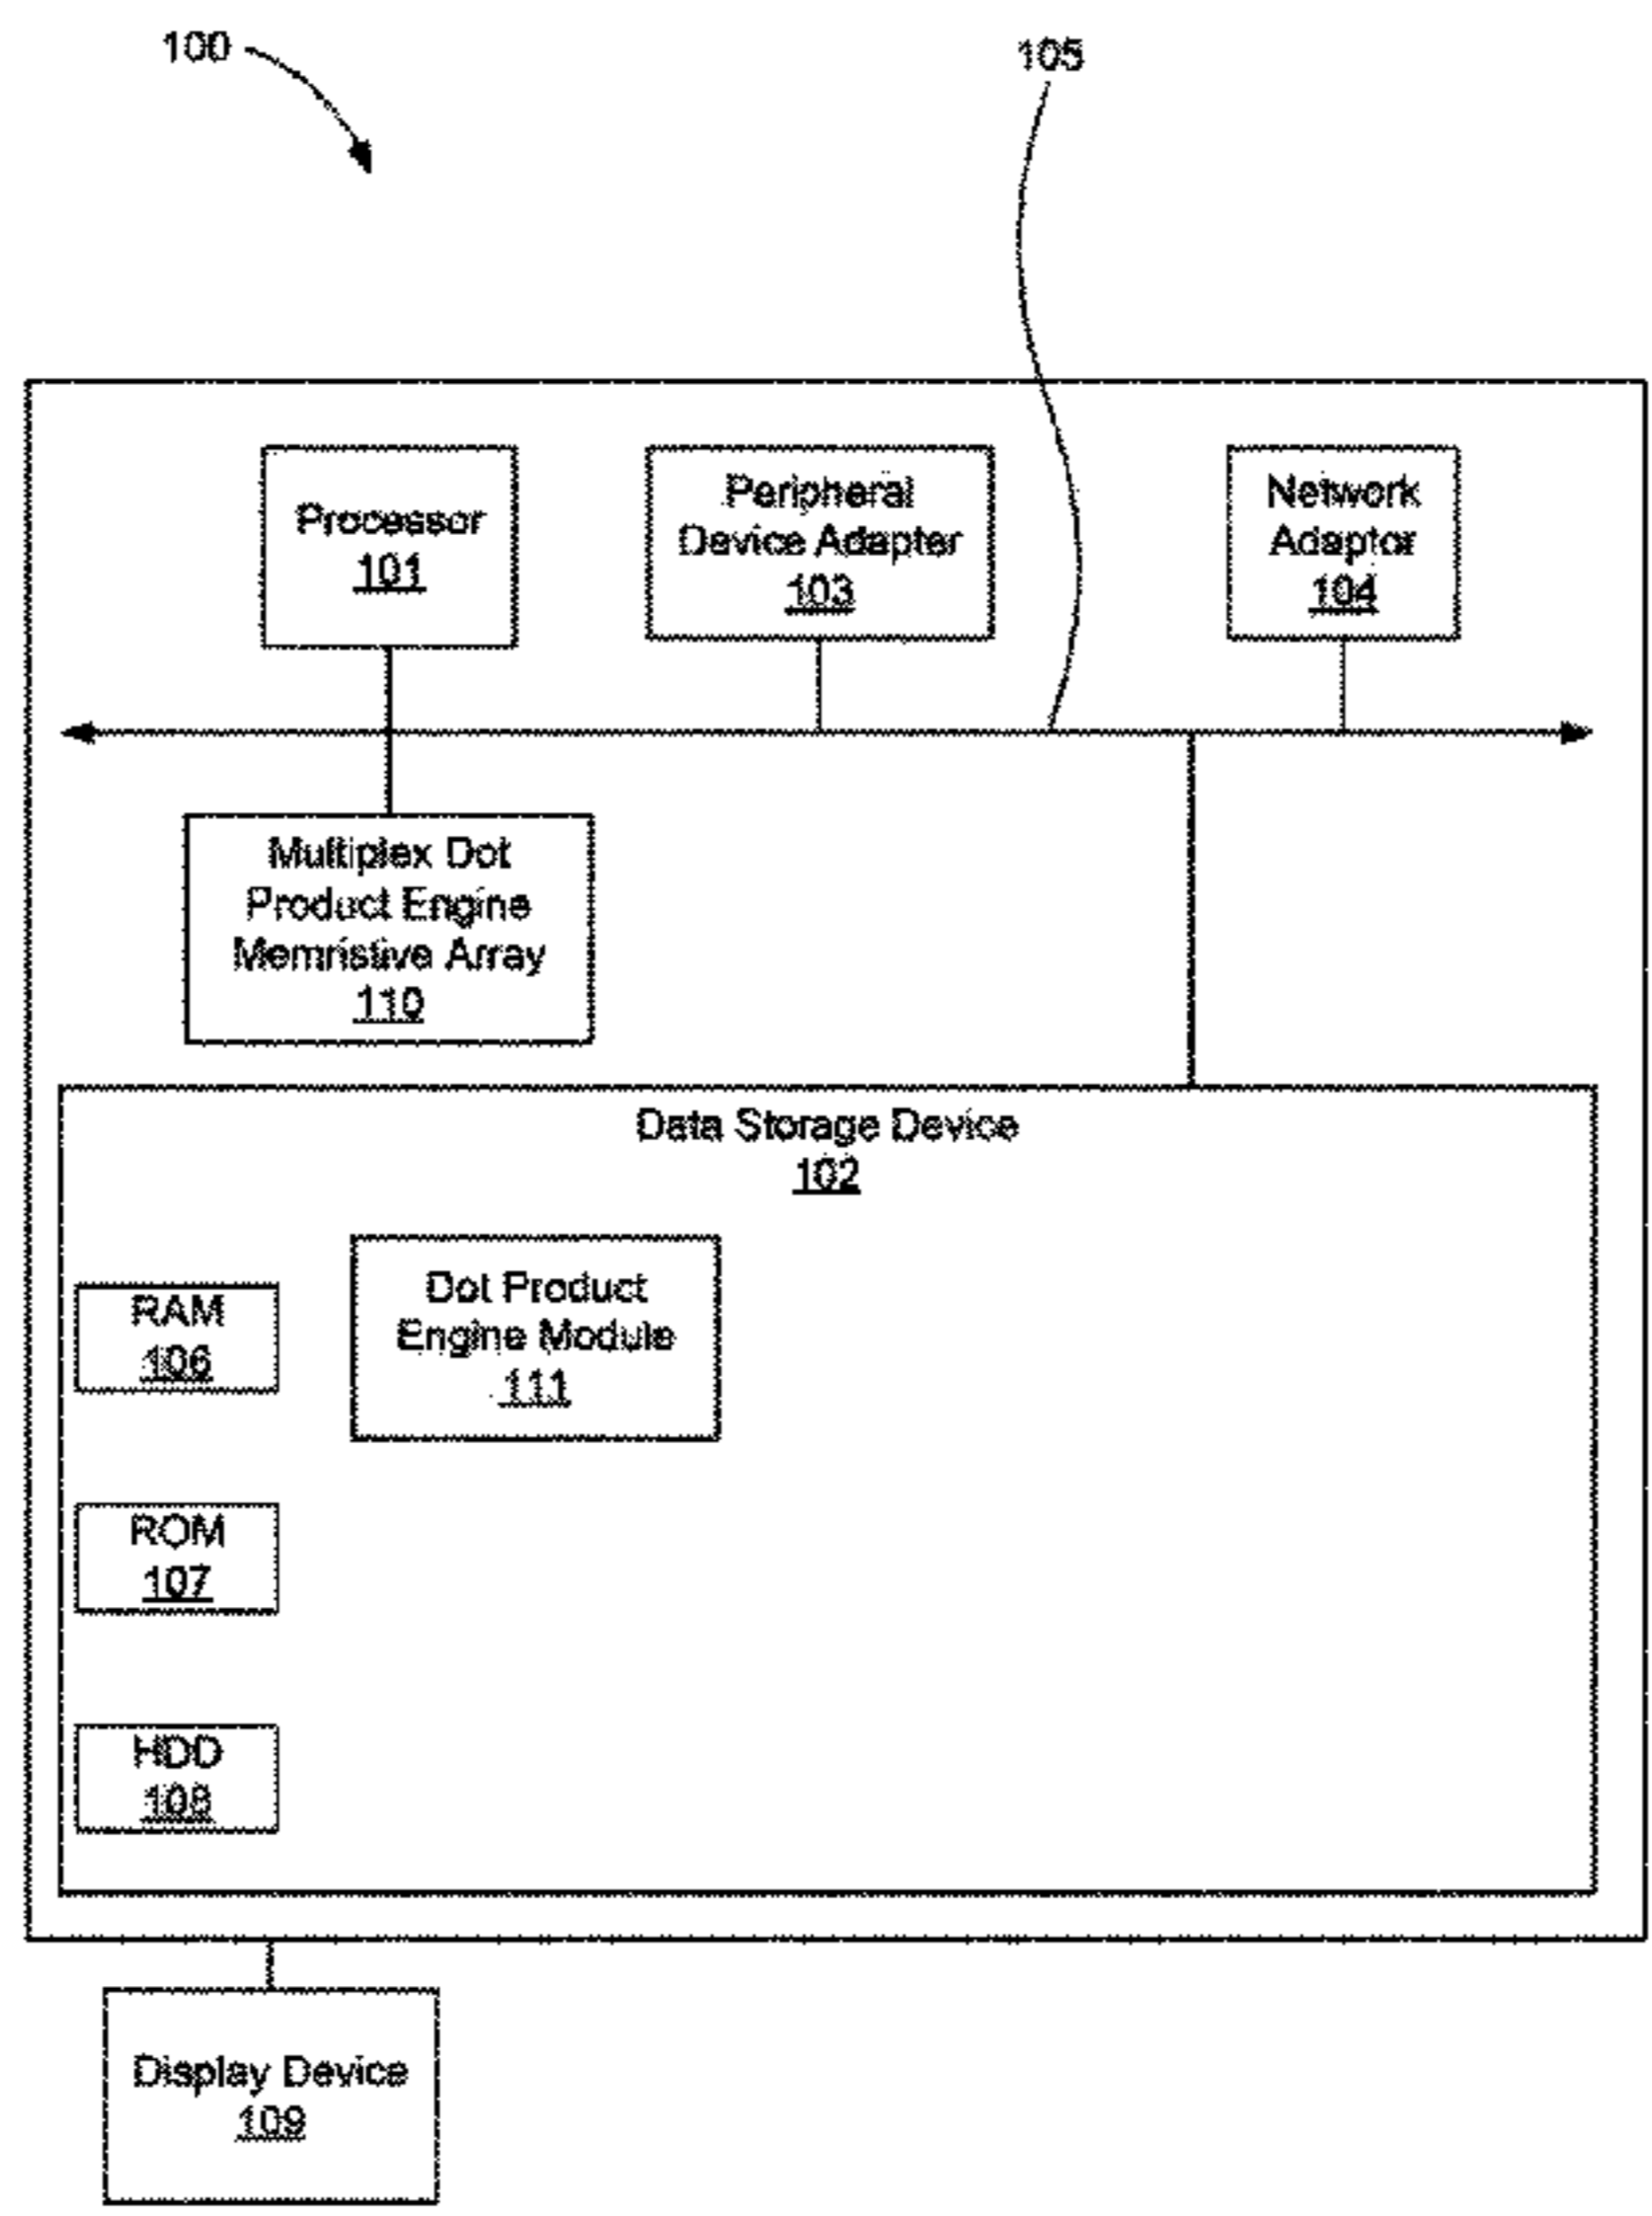 100
105
Processor
101
Peripheral
Device Adapter
103
Network
Adaptor
104
Multiplex Dot
Product Engine
Memristive Array
110
Data Storage Device
102
RAM
106
Dot Product
Engine Module
111
ROM
107
HDD
108
Display Device
109